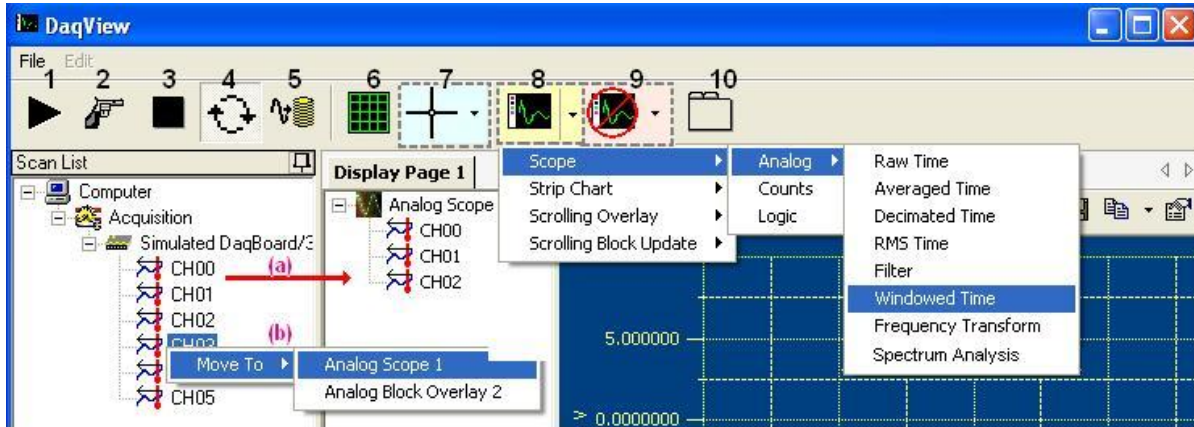 DaqView
File Edit
1 2 3 4 5 6 7 8 9 10
Scan List
Computer
Acquisition
Simulated DaqBoard/3
CH00
CH01
CH02
CH03
CH05
(a)
(b)
Move To
Analog Scope 1
Analog Block Overlay 2
Display Page 1
Analog Scope
CH00
CH01
CH02
Scope
Strip Chart
Scrolling Overlay
Scrolling Block Update
Analog
Counts
Logic
Raw Time
Averaged Time
Decimated Time
RMS Time
Filter
Windowed Time
Frequency Transform
Spectrum Analysis
5.000000
> 0.0000000